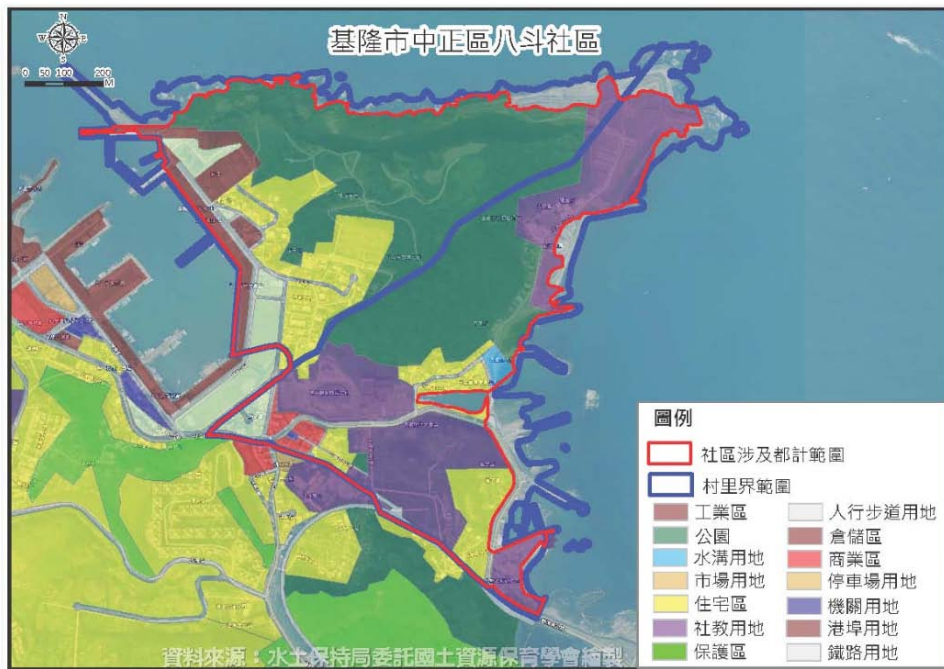 基隆市中正區八斗社區
N
W
E
S
0 50 100 200
M
圖例
社區涉及都計範圍
村里界範圍
工業區
人行步道用地
公園
倉儲區
水溝用地
商業區
市場用地
停車場用地
住宅區
機關用地
社教用地
港埠用地
保護區
鐵路用地
資料來源：水土保持局委託國土資源保育學會繪製